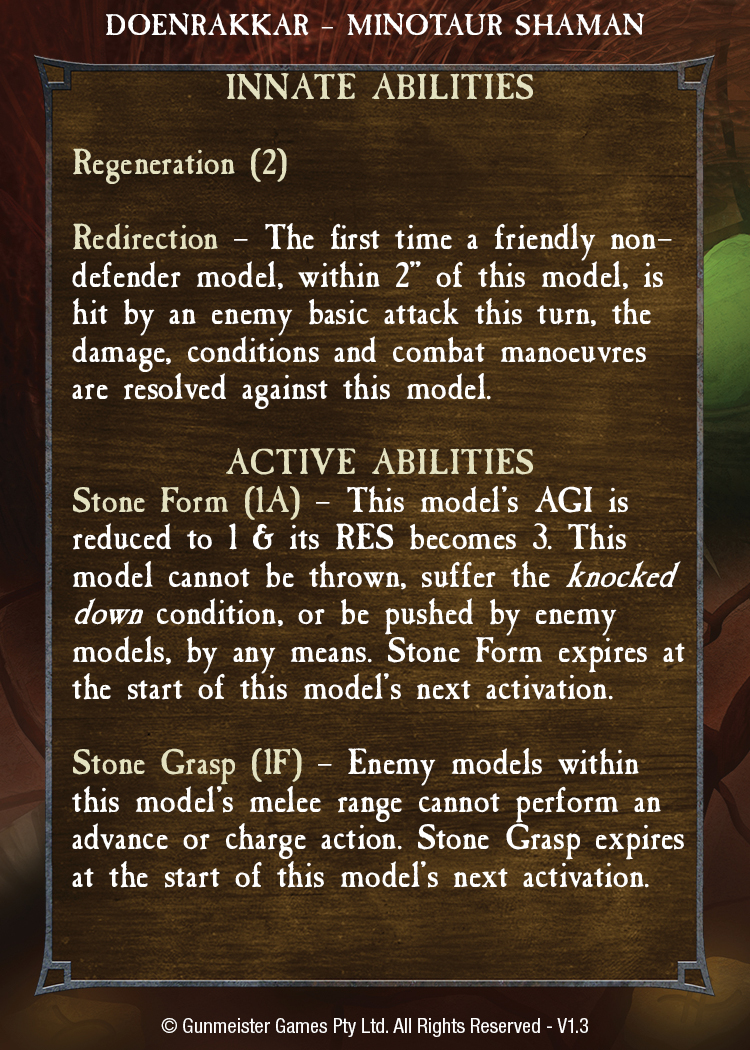 DOENRAKKAR – MINOTAUR SHAMAN
INNATE ABILITIES
Regeneration (2)
Redirection – The first time a friendly non-
defender model, within 2” of this model, is
hit by an enemy basic attack this turn, the
damage, conditions and combat manoeuvres
are resolved against this model.
ACTIVE ABILITIES
Stone Form (1A) – This model’s AGI is
reduced to 1 & its RES becomes 3. This
model cannot be thrown, suffer the knocked
down condition, or be pushed by enemy
models, by any means. Stone Form expires at
the start of this model’s next activation.
Stone Grasp (1F) – Enemy models within
this model’s melee range cannot perform an
advance or charge action. Stone Grasp expires
at the start of this model’s next activation.
© Gunmeister Games Pty Ltd. All Rights Reserved - V1.3